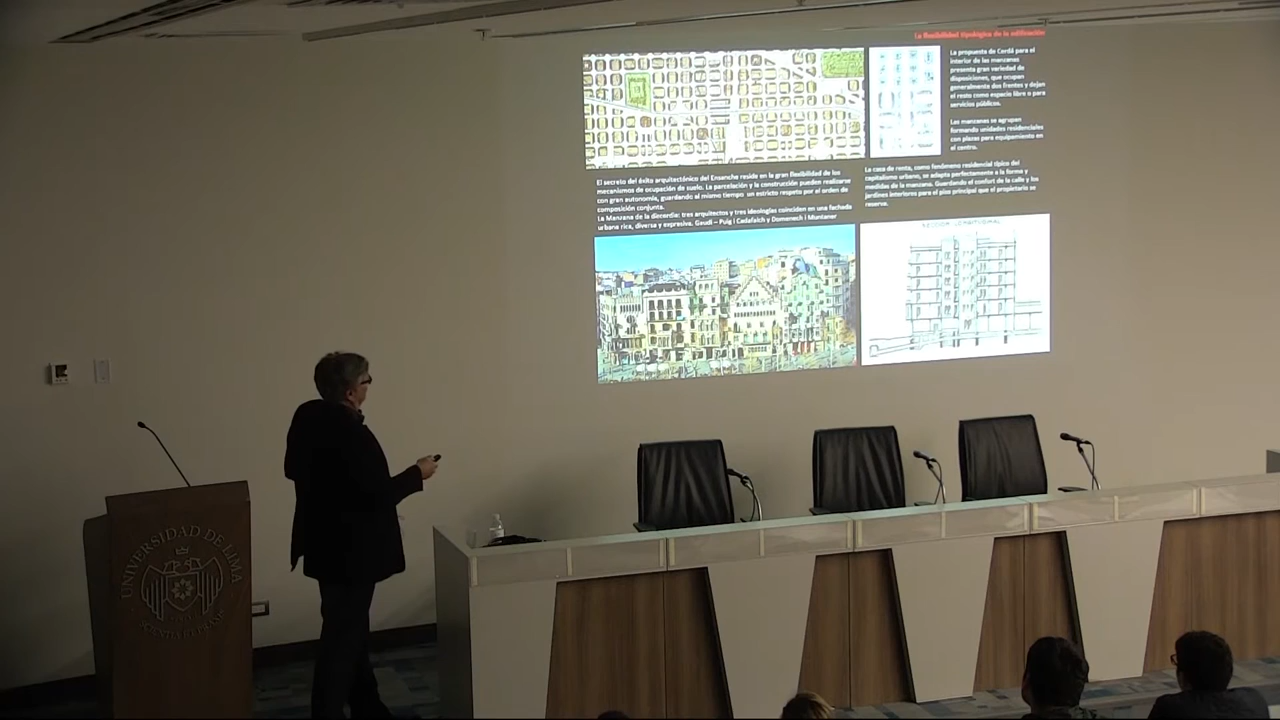 La flexibilidad tipológica de la edificación
La propuesta de Cerdá para el
interior de las manzanas
presenta gran variedad de
disposiciones, que ocupan
generalmente dos frentes y dejan
el resto como espacio libre o para
servicios públicos.
Las manzanas se agrupan
formando unidades residenciales
con plazas para equipamiento en
el centro.
El secreto del éxito arquitectónico del Ensanche reside en la gran flexibilidad de los
mecanismos de ocupación de suelo. La parcelación y la construcción pueden realizarse
con gran autonomía, guardando al mismo tiempo un estricto respeto por el orden de
composición conjunta.
La Manzana de la discordia: tres arquitectos y tres ideologías coinciden en una fachada
urbana rica, diversa y expresiva. Gaudí – Puig i Cadafalch y Domenech i Muntaner
La casa de renta, como fenómeno residencial típico del
capitalismo urbano, se adapta perfectamente a la forma y
medidas de la manzana. Guardando el confort de la calle y los
jardines interiores para el piso principal que el propietario se
reserva.
SECCION LONGITUDINAL
UNIVERSIDAD DE LIMA
SCIENTIA ET PRAXIS